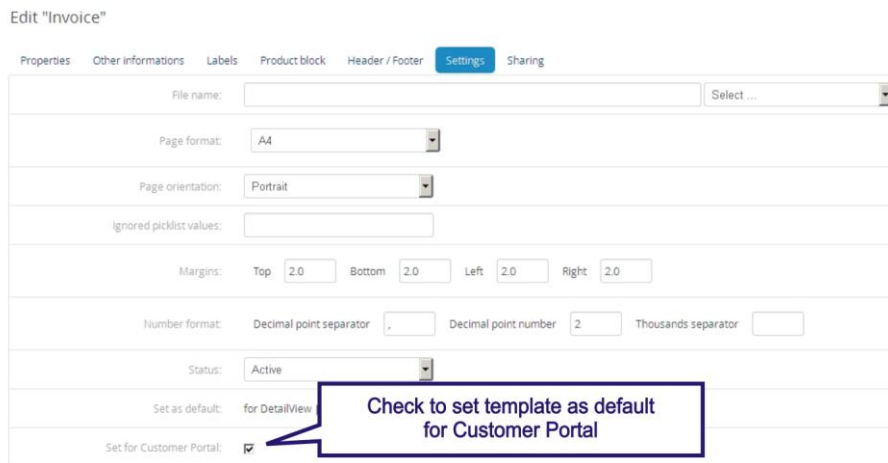 Edit "Invoice"
Properties Other informations Labels Product block Header / Footer Settings Sharing
File name: Select ...
Page format: A4
Page orientation: Portrait
Ignored picklist values:
Margins: Top 2.0 Bottom 2.0 Left 2.0 Right 2.0
Number format: Decimal point separator , Decimal point number 2 Thousands separator
Status: Active
Set as default: for DetailView
Check to set template as default
for Customer Portal
Set for Customer Portal: